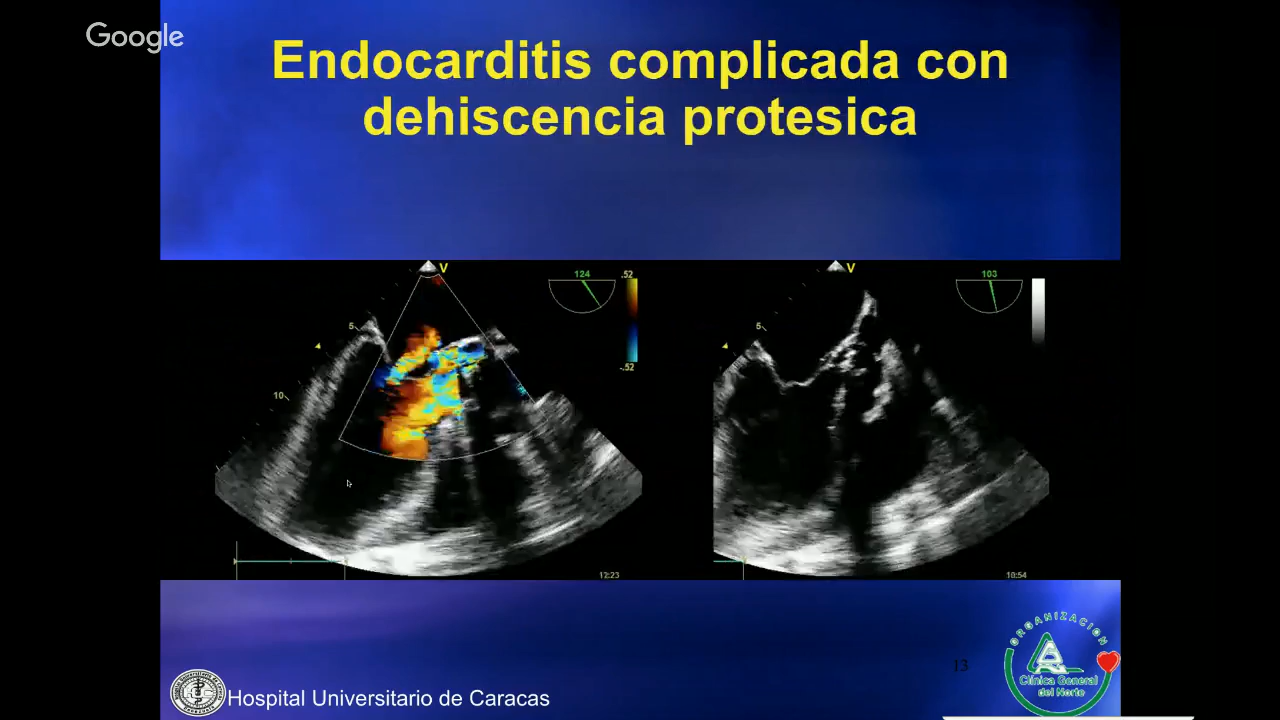 Google
Endocarditis complicada con
dehiscencia protesica
V
124
.52
5
-.52
10
12:23
V
103
5
10:54
13
ORGANIZACION
Clínica General
del Norte
Hospital Universitario de Caracas